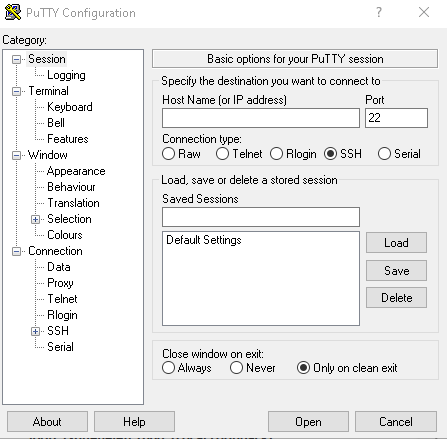 PuTTY Configuration
?
Category:
Session
Logging
Terminal
Keyboard
Bell
Features
Window
Appearance
Behaviour
Translation
Selection
Colours
Connection
Data
Proxy
Telnet
Rlogin
SSH
Serial
Basic options for your PuTTY session
Specify the destination you want to connect to
Host Name (or IP address) Port
22
Connection type:
Raw Telnet Rlogin SSH Serial
Load, save or delete a stored session
Saved Sessions
Default Settings
Load
Save
Delete
Close window on exit:
Always Never Only on clean exit
About Help Open Cancel